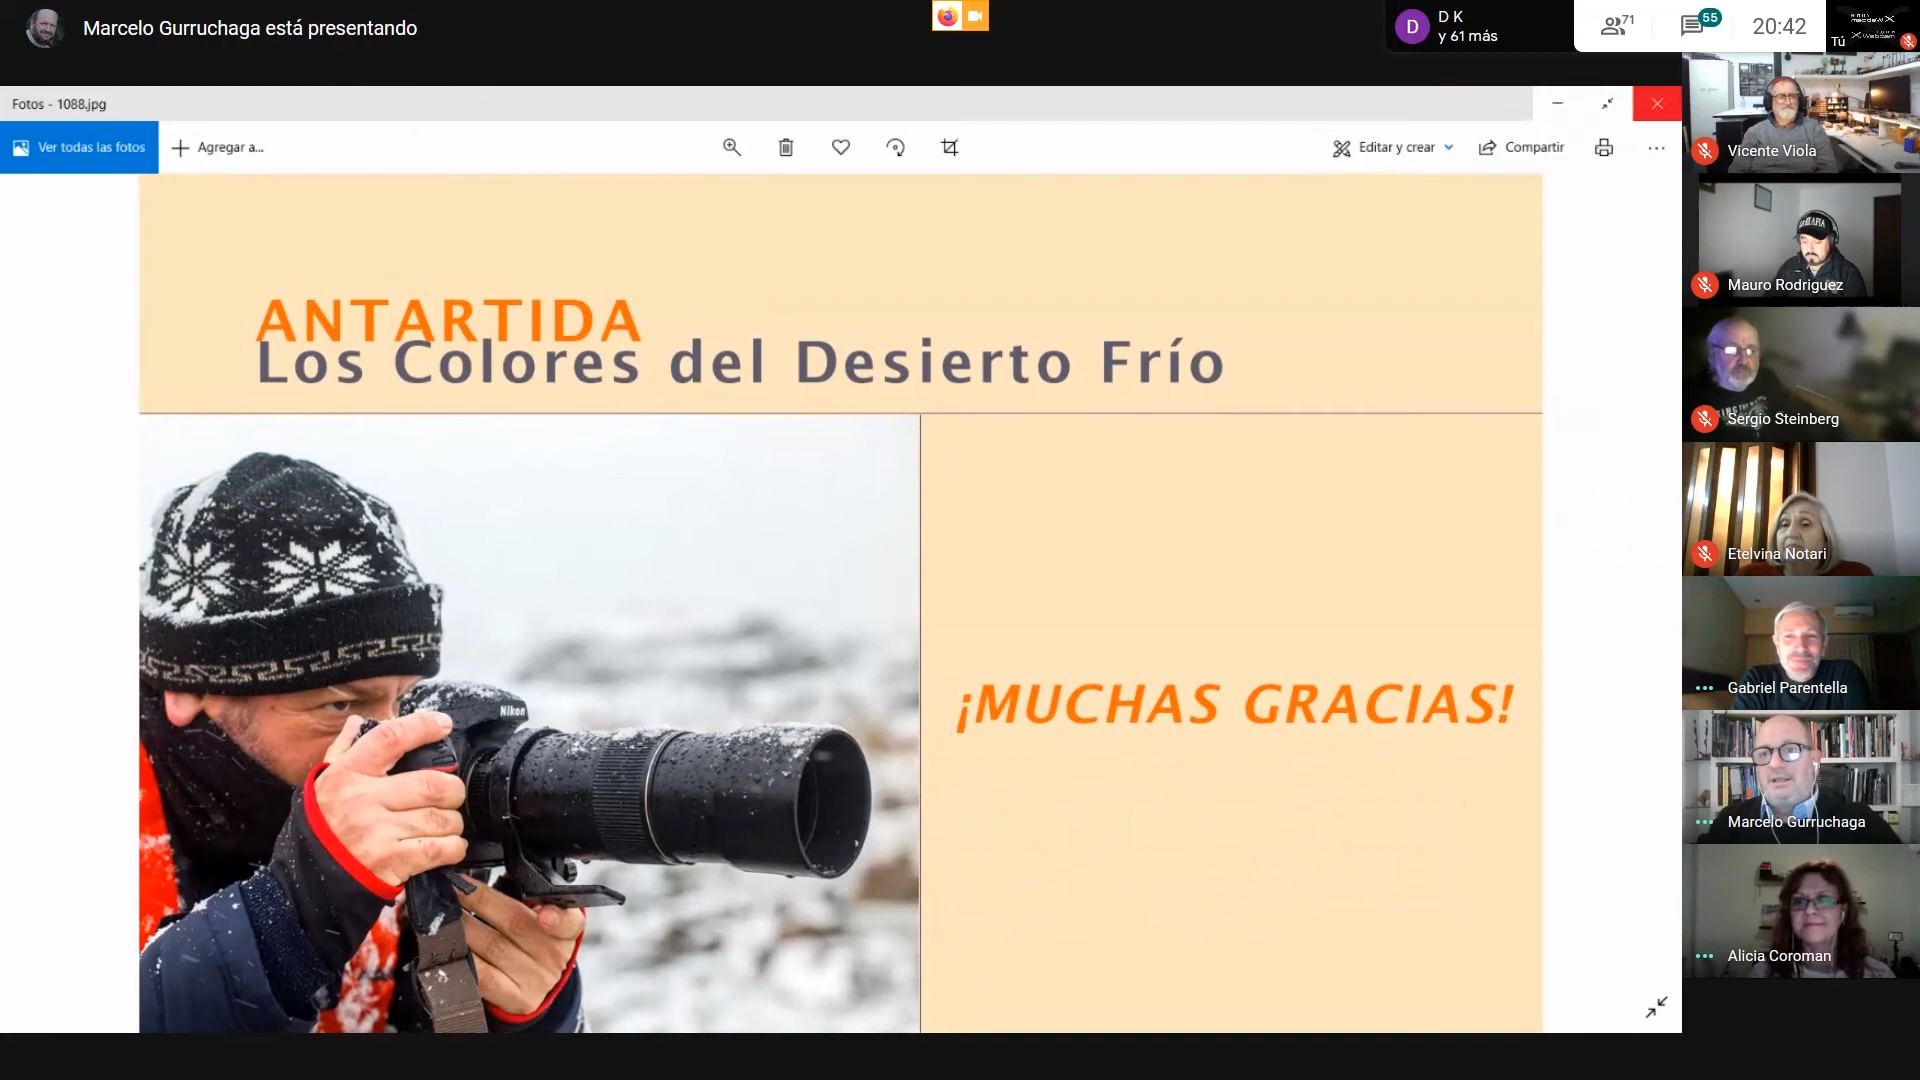 Marcelo Gurruchaga está presentando
D
D K
y 61 más
71
55
20:42
Tú
Fotos - 1088.jpg
Ver todas las fotos
Agregar a...
Editar y crear
Compartir
ANTARTIDA
Los Colores del Desierto Frío
Nikon
¡MUCHAS GRACIAS!
Vicente Viola
Mauro Rodriguez
Sergio Steinberg
Etelvina Notari
Gabriel Parentella
Marcelo Gurruchaga
Alicia Coroman